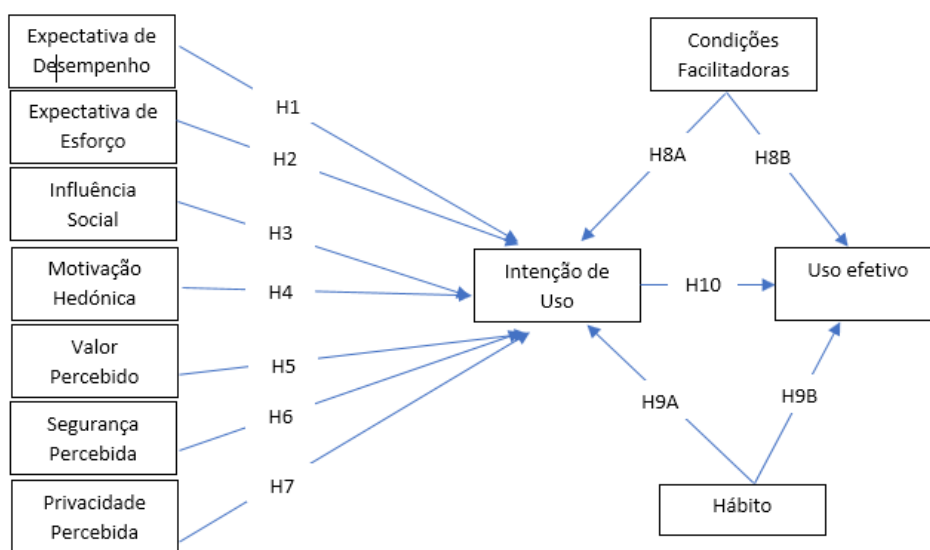 Expectativa de
Desempenho
Expectativa de
Esforço
Influência
Social
Motivação
Hedónica
Valor
Percebido
Segurança
Percebida
Privacidade
Percebida
H1
H2
H3
H4
H5
H6
H7
Intenção de
Uso
Condições
Facilitadoras
H8A
H8B
H10
Uso efetivo
H9A
H9B
Hábito